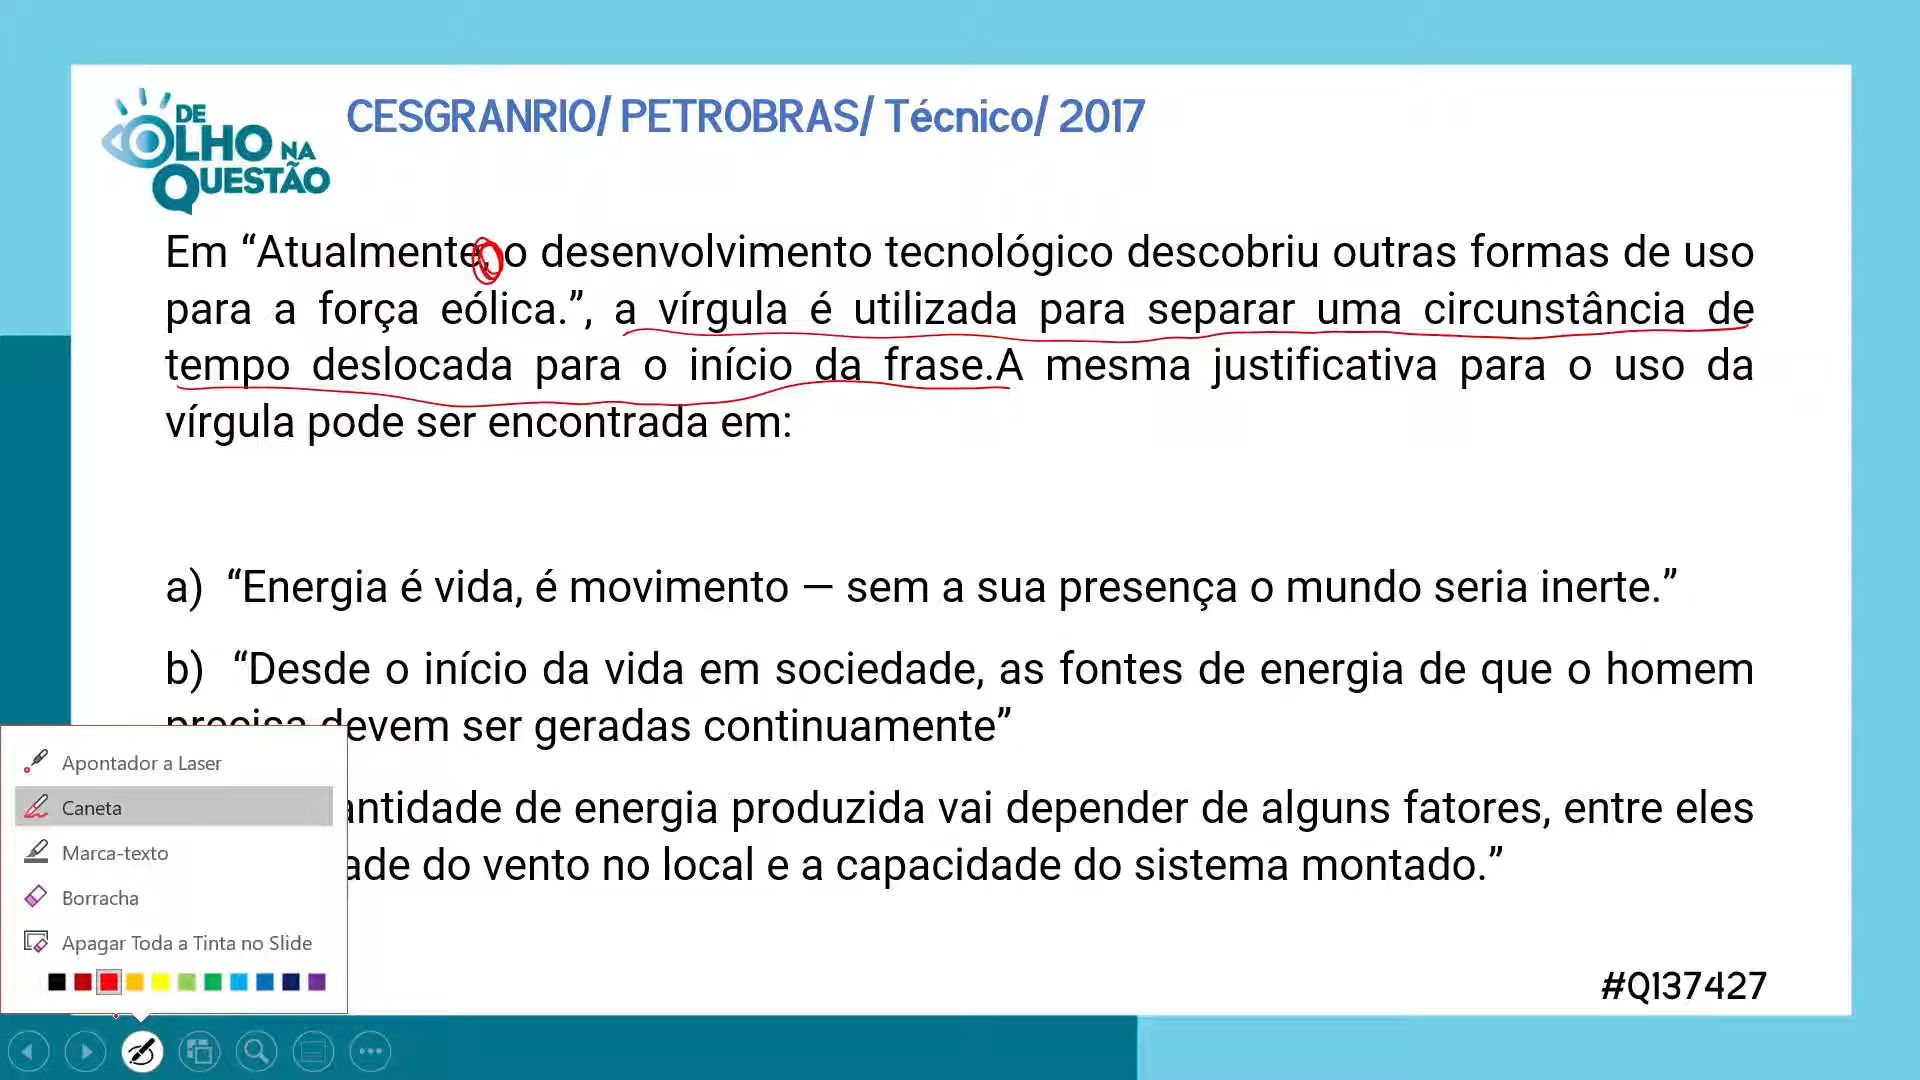 DE
OLHO NA
QUESTÃO
CESGRANRIO/ PETROBRAS/ Técnico/ 2017
Em “Atualmente, o desenvolvimento tecnológico descobriu outras formas de uso
para a força eólica.”, a vírgula é utilizada para separar uma circunstância de
tempo deslocada para o início da frase.A mesma justificativa para o uso da
vírgula pode ser encontrada em:
a) “Energia é vida, é movimento — sem a sua presença o mundo seria inerte.”
b) “Desde o início da vida em sociedade, as fontes de energia de que o homem
precisa devem ser geradas continuamente”
antidade de energia produzida vai depender de alguns fatores, entre eles
ade do vento no local e a capacidade do sistema montado.”
Apontador a Laser
Caneta
Marca-texto
Borracha
Apagar Toda a Tinta no Slide
#Q137427